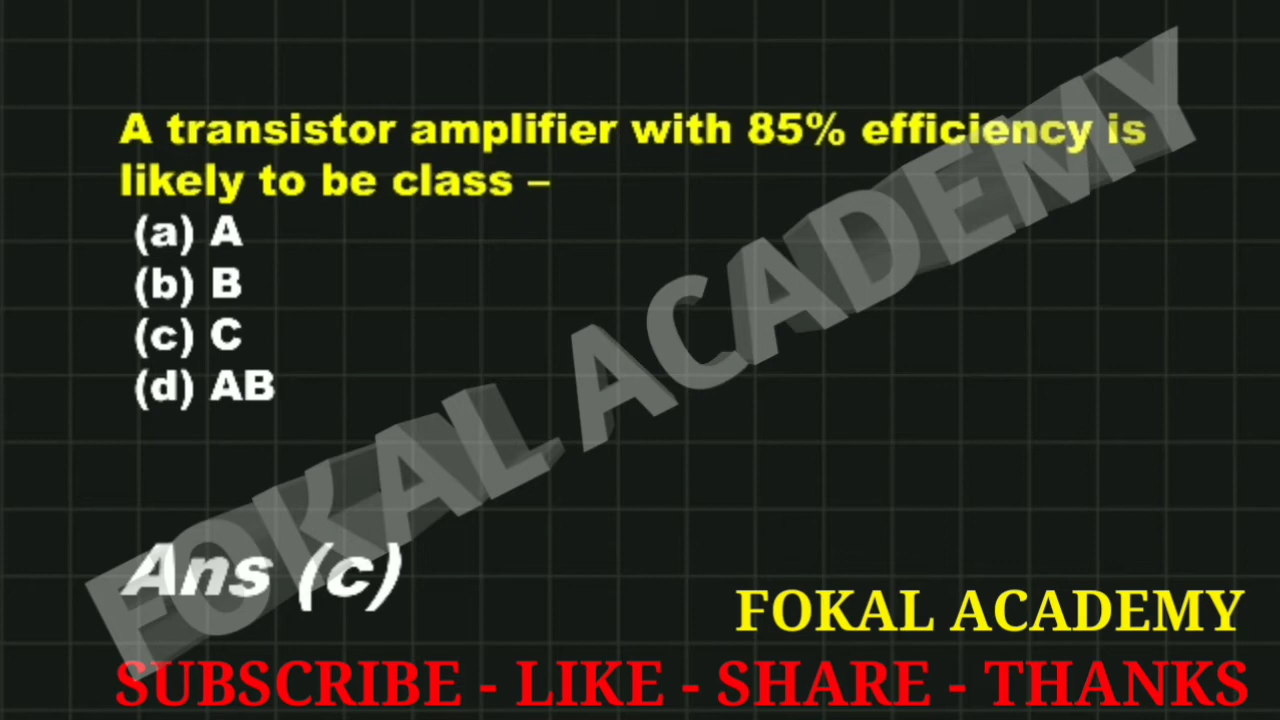 A transistor amplifier with 85% efficiency is
likely to be class –
(a) A
(b) B
(c) C
(d) AB
FOKAL ACADEMY
Ans (c)
FOKAL ACADEMY
SUBSCRIBE - LIKE - SHARE - THANKS